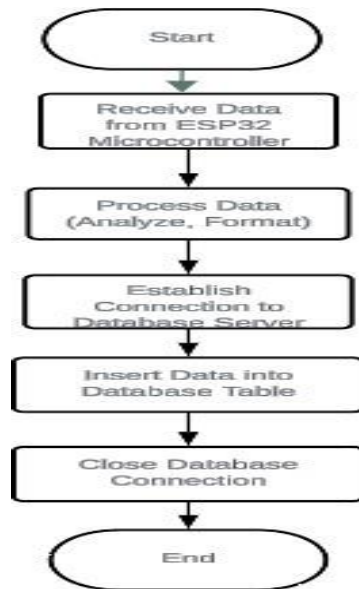 Start
Receive Data
from ESP32
Microcontroller
Process Data
(Analyze, Format)
Establish
Connection to
Database Server
Insert Data into
Database Table
Close Database
Connection
End